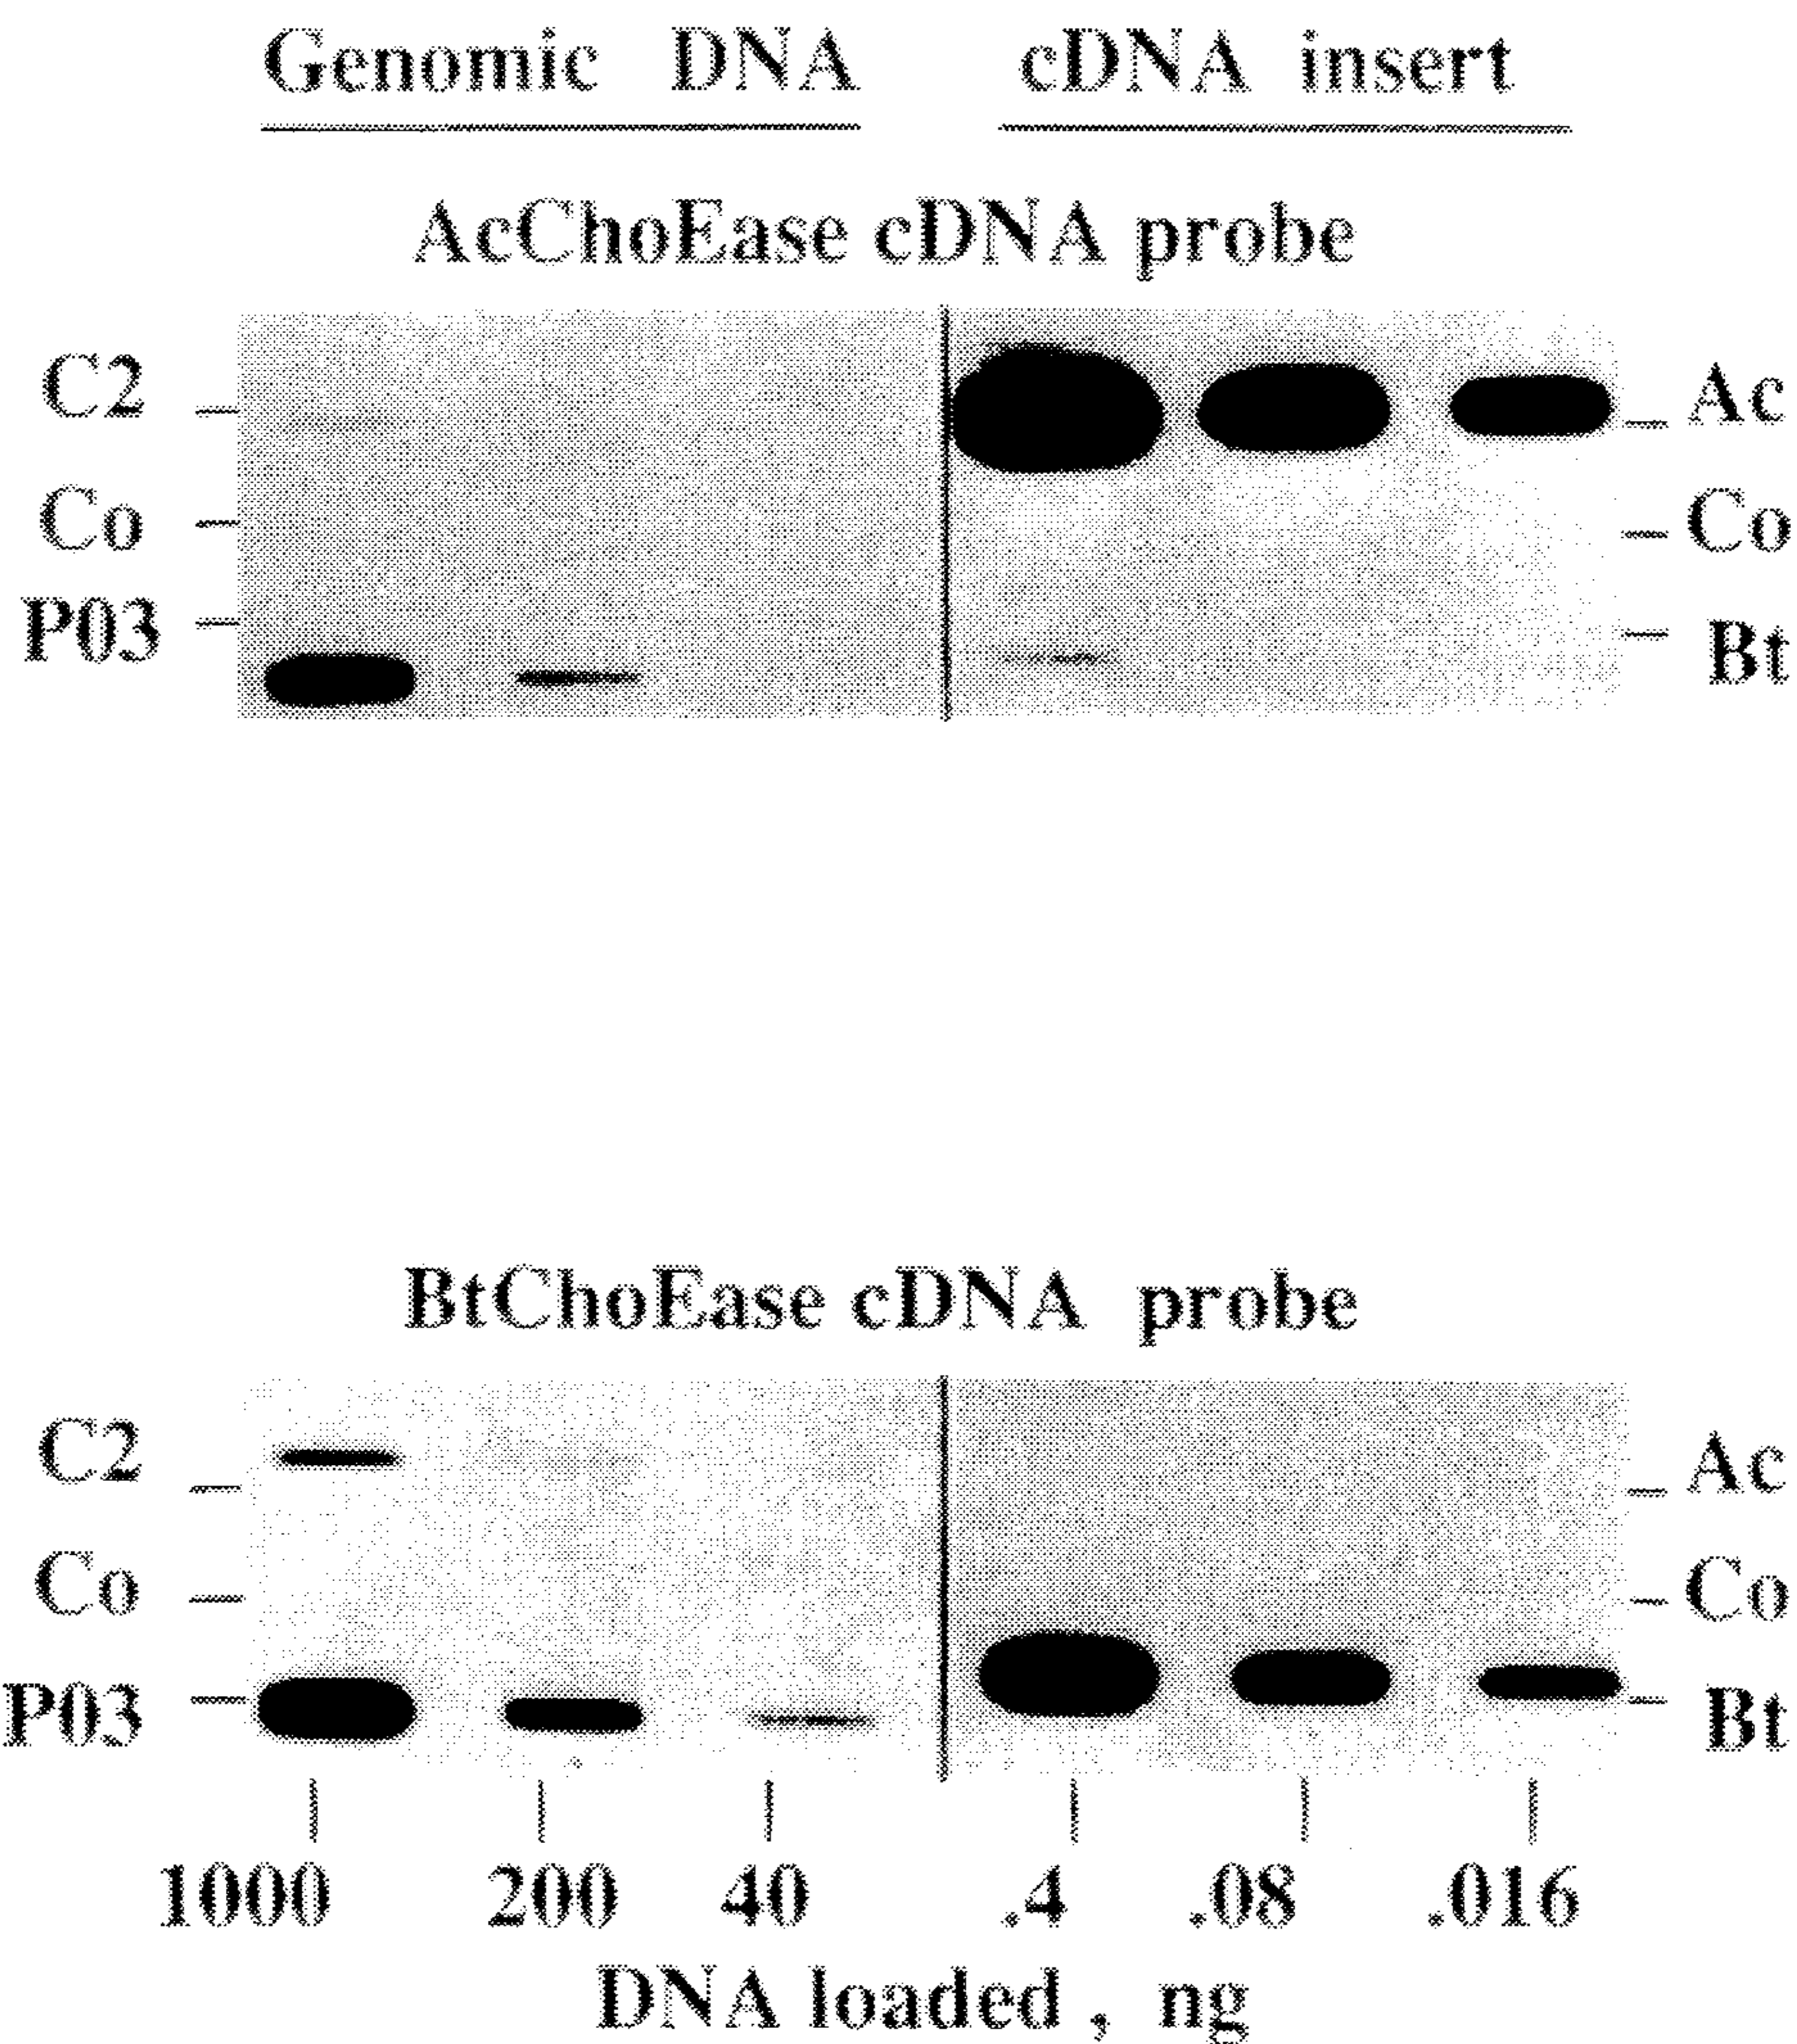 Genomic DNA cDNA insert
AcChoEase cDNA probe
C2 Ac
Co Co
P03 Bt
BtChoEase cDNA probe
C2 Ac
Co Co
P03 Bt
1000 200 40 .4 .08 .016
DNA loaded , ng